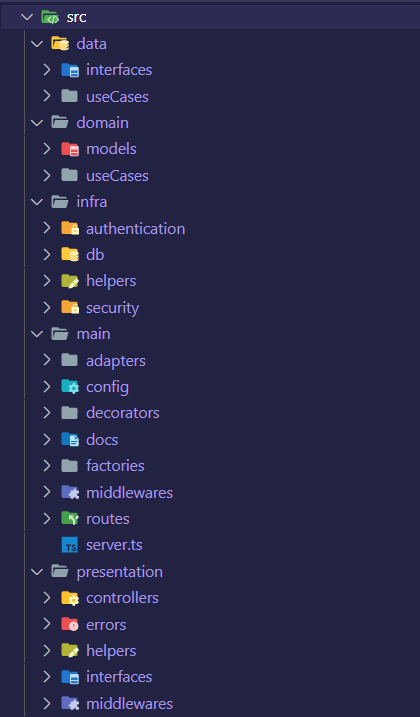 src
data
interfaces
useCases
domain
models
useCases
infra
authentication
db
helpers
security
main
adapters
config
decorators
docs
factories
middlewares
routes
TS server.ts
presentation
controllers
errors
helpers
interfaces
middlewares